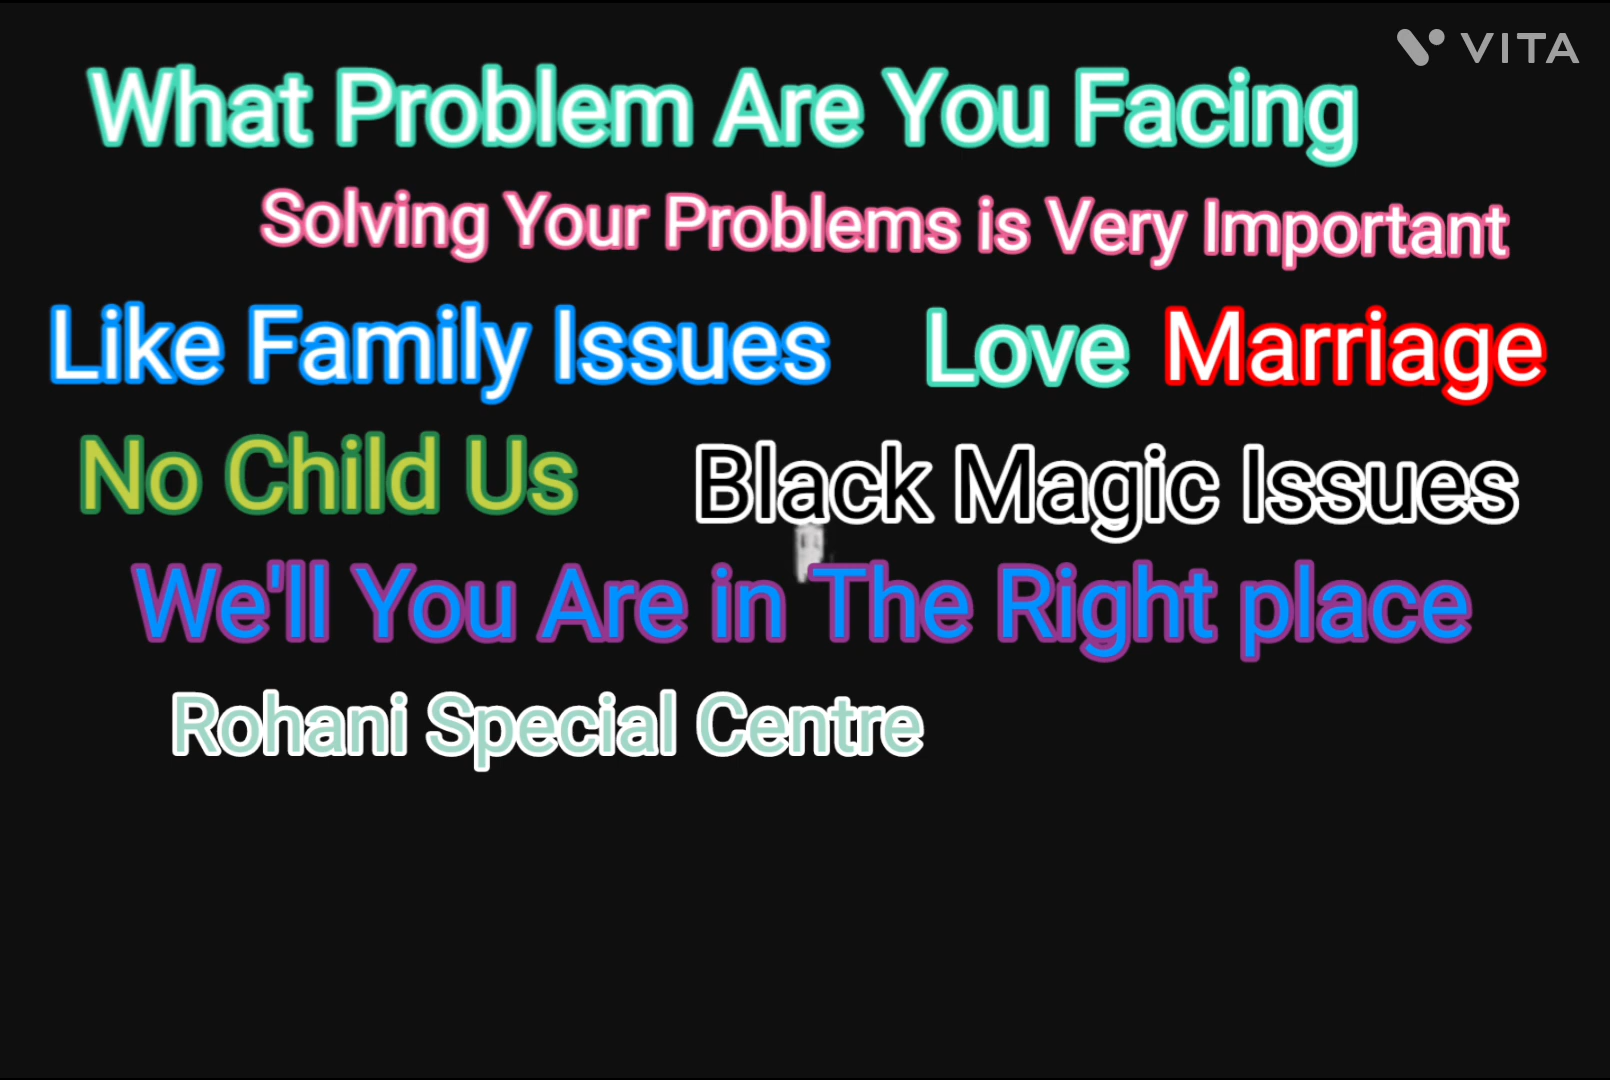 VITA
What Problem Are You Facing
Solving Your Problems is Very Important
Like Family Issues Love Marriage
No Child Us Black Magic Issues
We'll You Are in The Right place
Rohani Special Centre